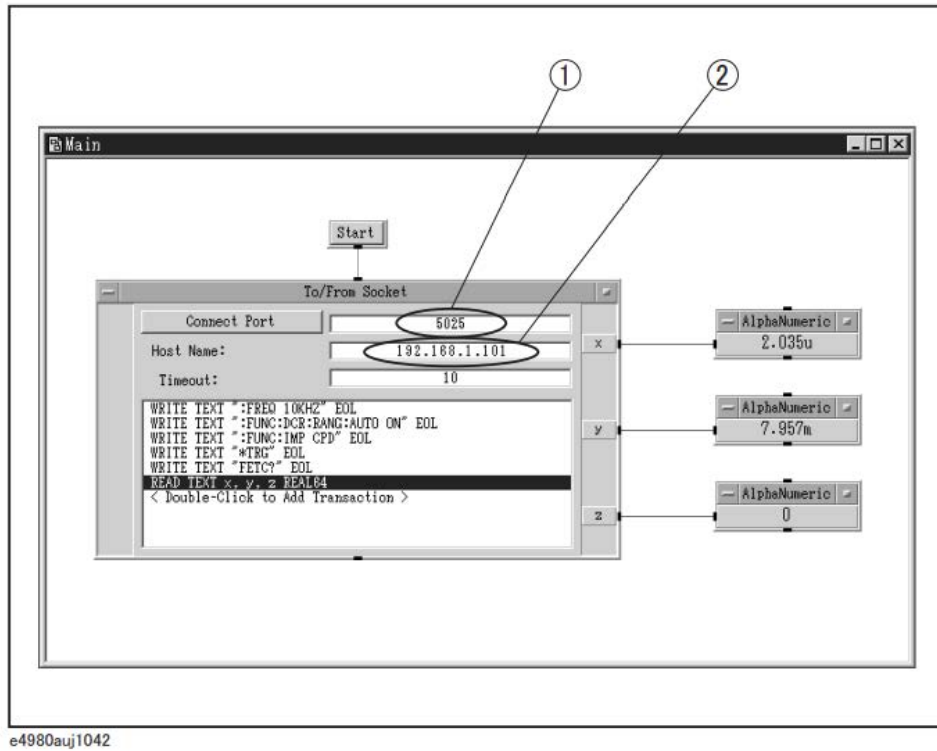 ① ②
Main
Start
To/From Socket
Connect Port 5025
Host Name: 192.168.1.101
Timeout: 10
WRITE TEXT ":FREQ 10KHZ" EOL
WRITE TEXT ":FUNC:DCR:RANG:AUTO ON" EOL
WRITE TEXT ":FUNC:IMP CPD" EOL
WRITE TEXT "*TRG" EOL
WRITE TEXT "FETC?" EOL
READ TEXT x, y, z REAL64
< Double-Click to Add Transaction >
x
y
z
AlphaNumeric
2.035u
AlphaNumeric
7.957m
AlphaNumeric
0
e4980auj1042